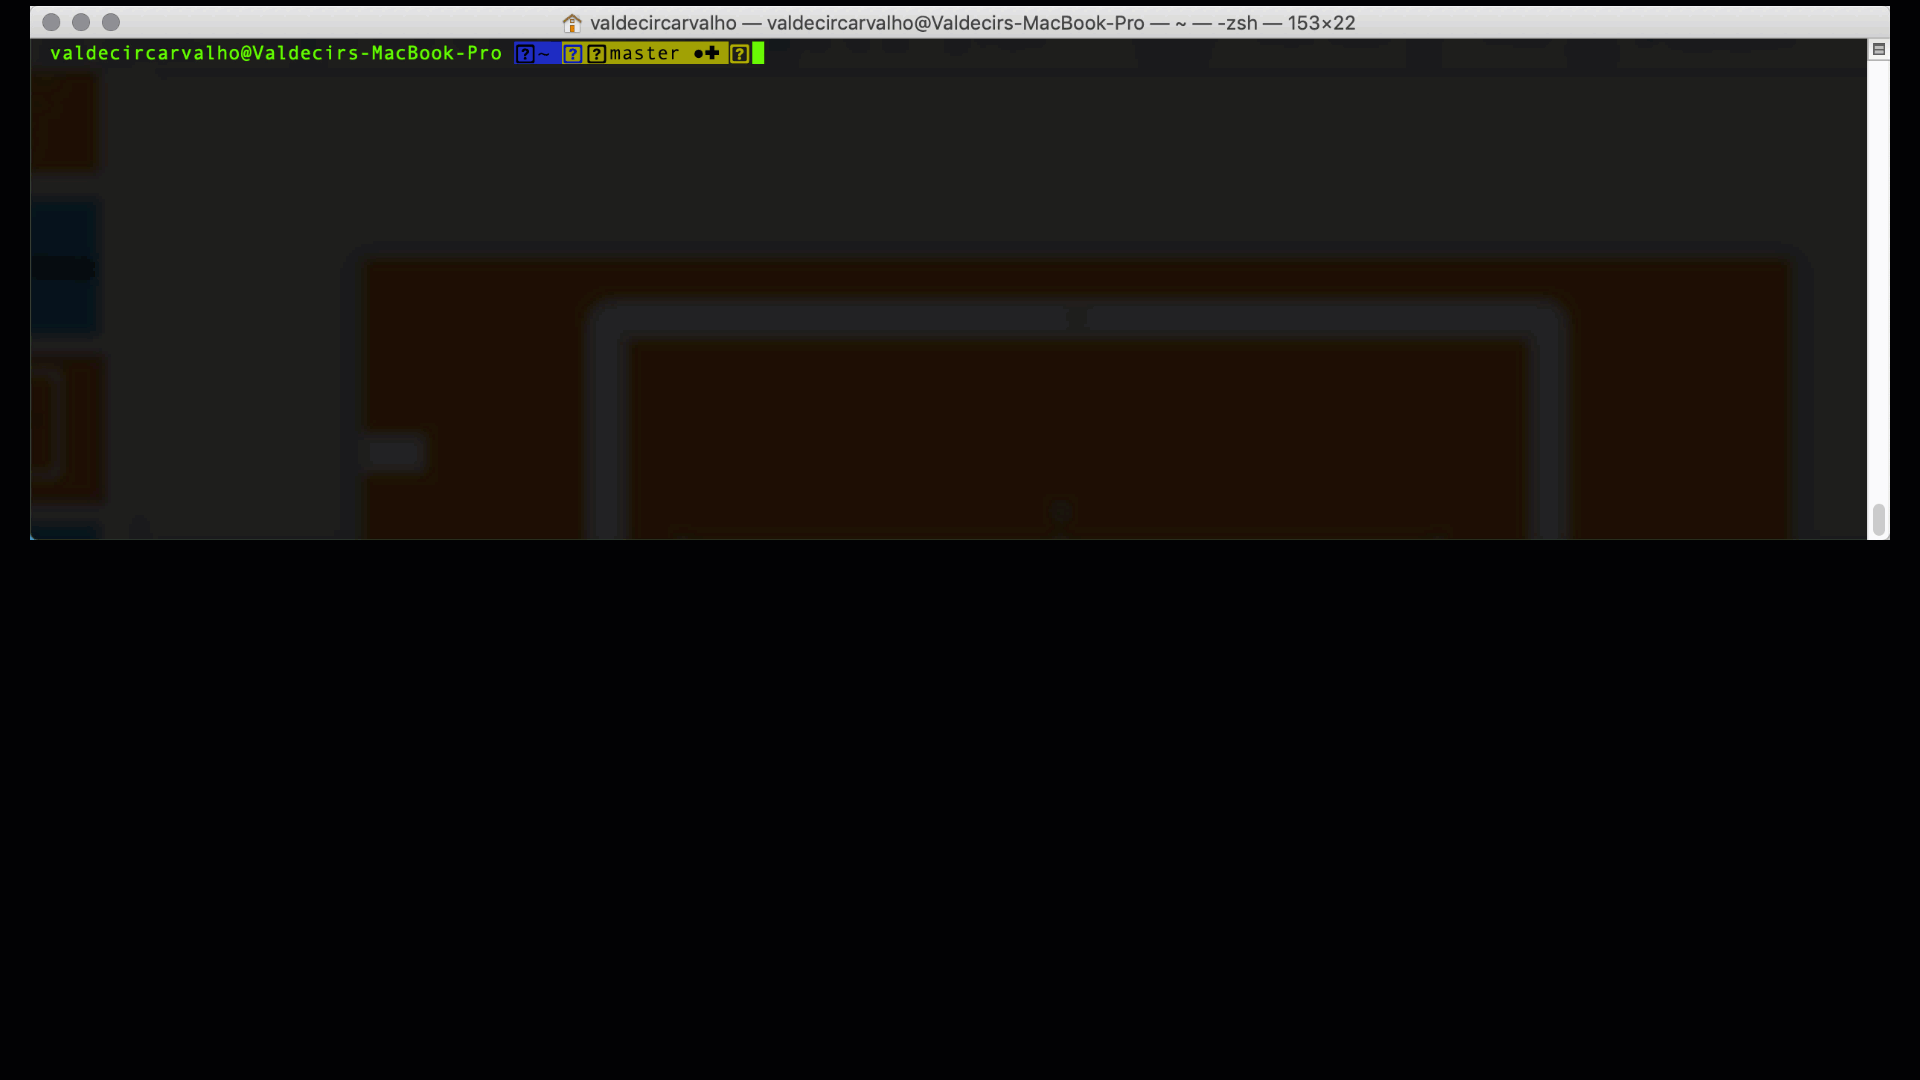 valdecircarvalho — valdecircarvalho@Valdecirs-MacBook-Pro — ~ — -zsh — 153×22
valdecircarvalho@Valdecirs-MacBook-Pro ? ~ ? ? master ●✚ ?